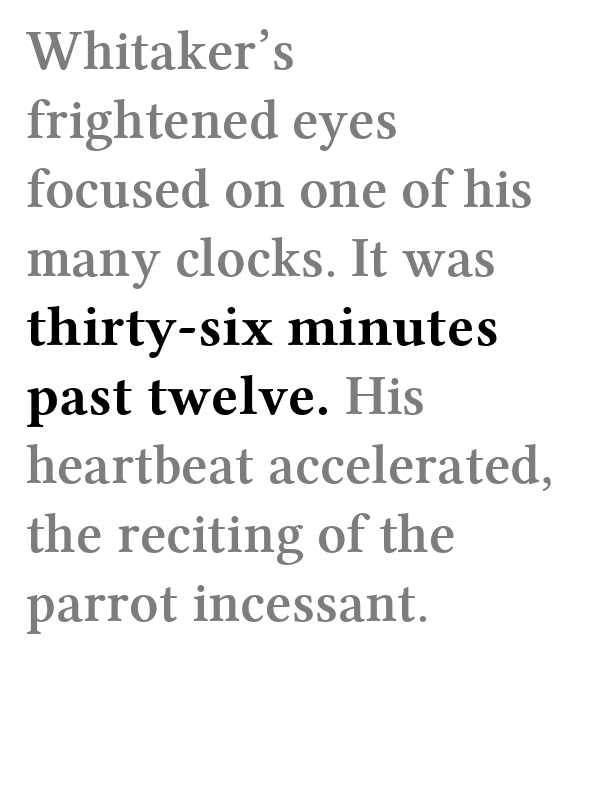 Whitaker’s
frightened eyes
focused on one of his
many clocks. It was
thirty-six minutes
past twelve. His
heartbeat accelerated,
the reciting of the
parrot incessant.